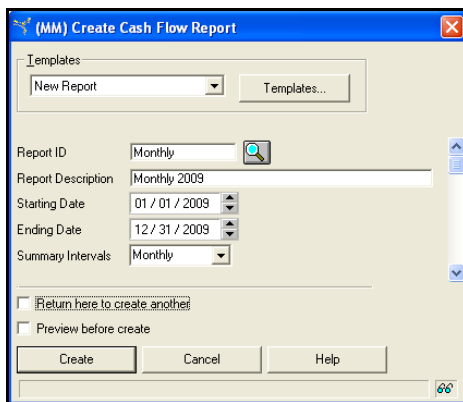 (MM) Create Cash Flow Report
Templates
New Report
Templates...
Report ID Monthly
Report Description Monthly 2009
Starting Date 01 / 01 / 2009
Ending Date 12 / 31 / 2009
Summary Intervals Monthly
Return here to create another
Preview before create
Create Cancel Help